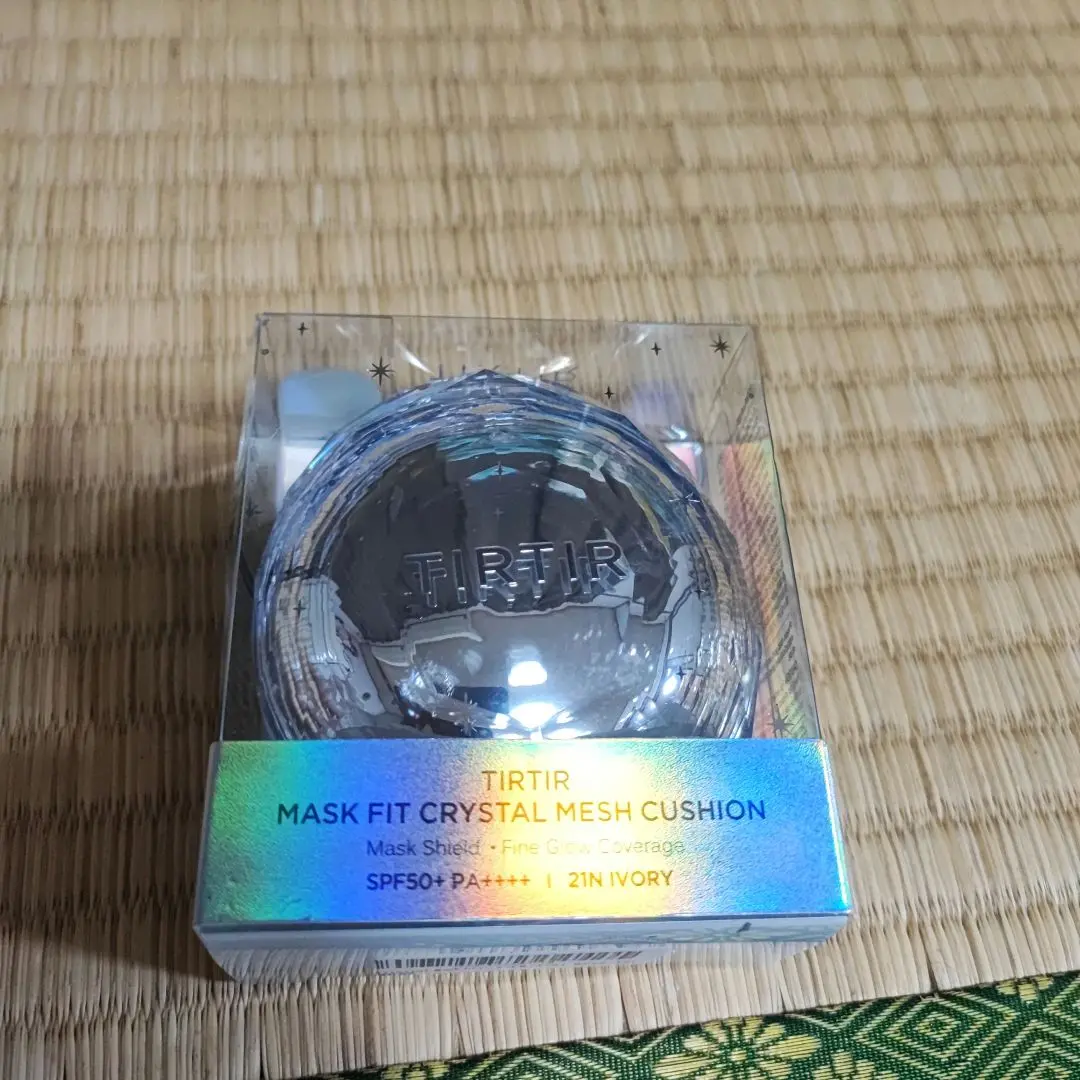 TIRTIR
TIRTIR
MASK FIT CRYSTAL MESH CUSHION
Mask Shield • Fine Glow Coverage
SPF50+ PA++++ | 21N IVORY